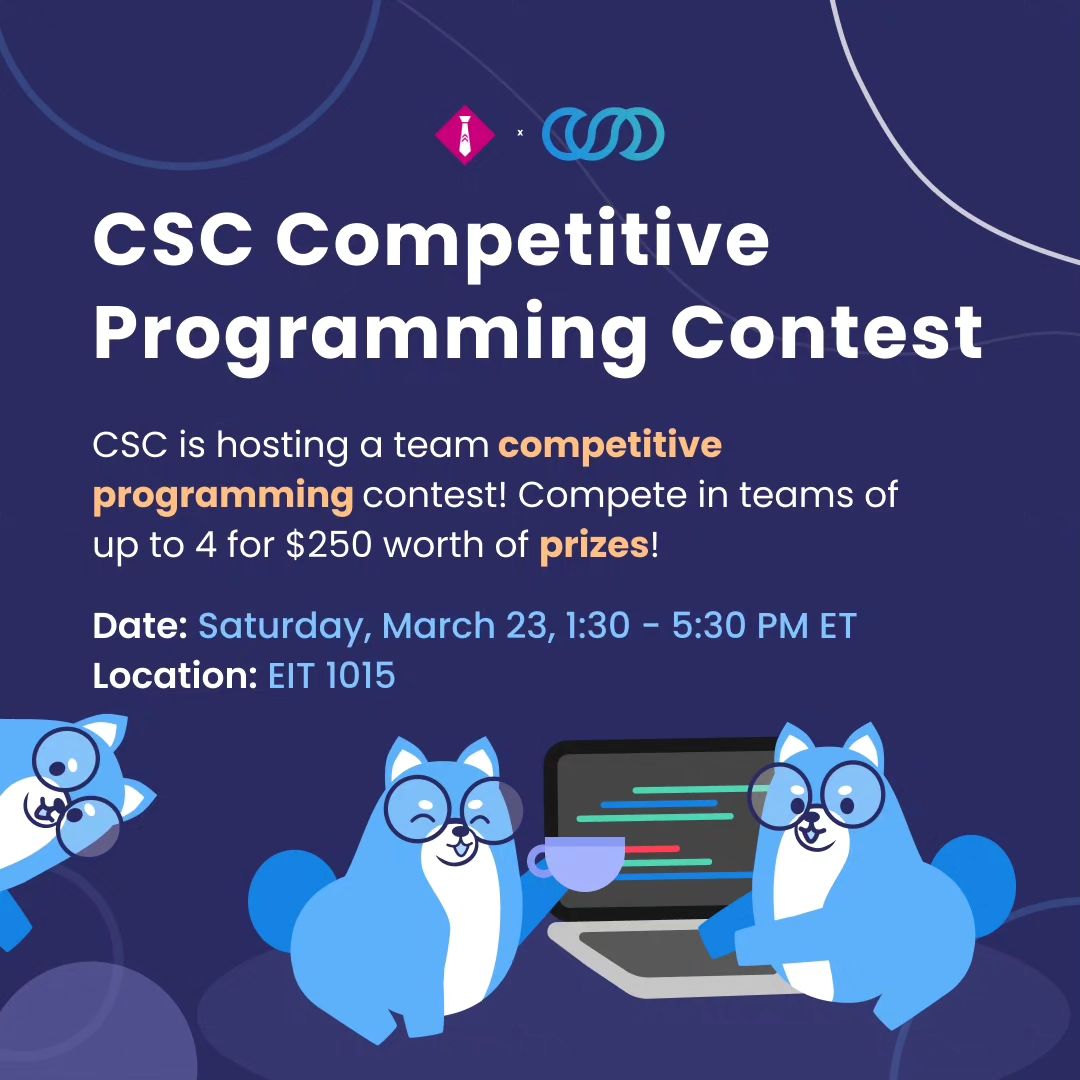 x
CSC Competitive
Programming Contest
CSC is hosting a team competitive
programming contest! Compete in teams of
up to 4 for $250 worth of prizes!
Date: Saturday, March 23, 1:30 - 5:30 PM ET
Location: EIT 1015